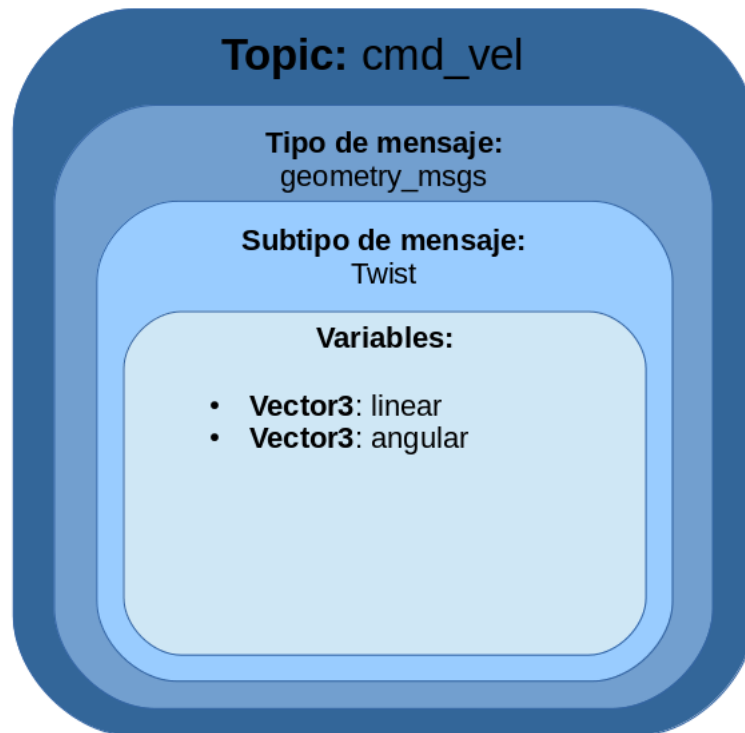 Topic: cmd_vel
Tipo de mensaje:
geometry_msgs
Subtipo de mensaje:
Twist
Variables:
• Vector3: linear
• Vector3: angular